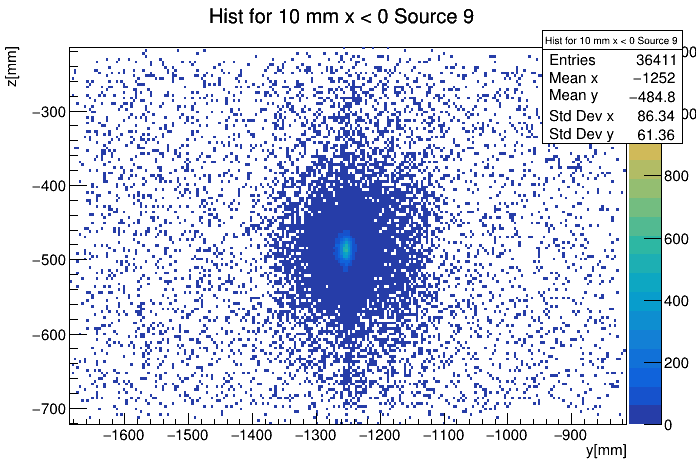 Hist for 10 mm x < 0 Source 9
z[mm]
Hist for 10 mm x < 0 Source 9
Entries 36411
Mean x −1252
Mean y −484.8
Std Dev x 86.34
Std Dev y 61.36
−300
−400
−500
−600
−700
800
600
400
200
0
−1600 −1500 −1400 −1300 −1200 −1100 −1000 −900
y[mm]